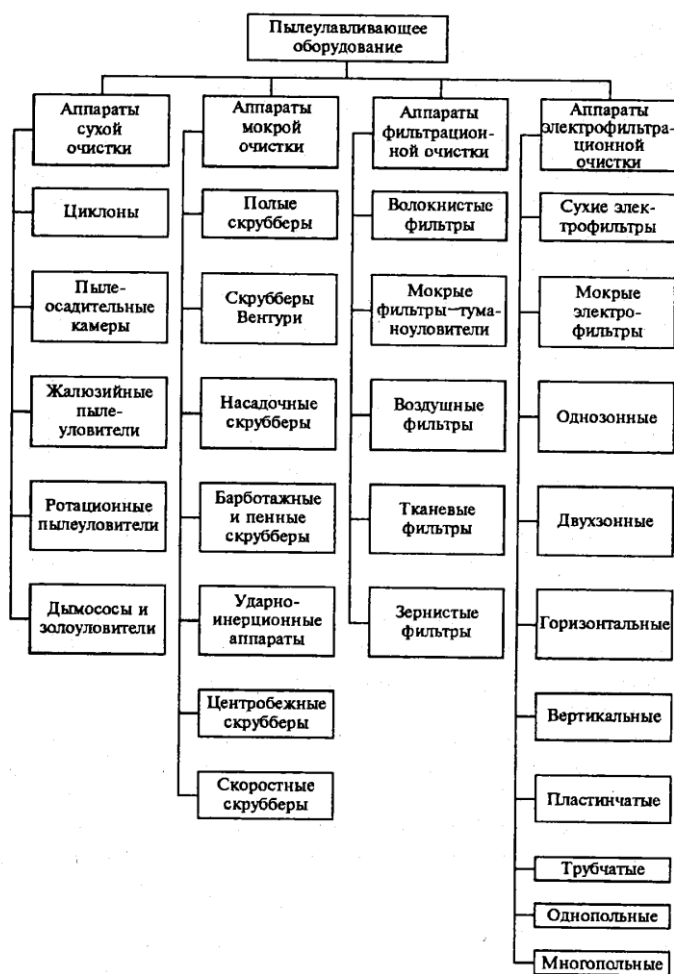 Пылеулавливающее
оборудование
Аппараты
сухой
очистки
Циклоны
Пыле-
осадительные
камеры
Жалюзийные
пыле-
уловители
Ротационные
пылеуловители
Дымососы и
золоуловители
Аппараты
мокрой
очистки
Полые
скрубберы
Скрубберы
Вентури
Насадочные
скрубберы
Барботажные
и пенные
скрубберы
Ударно-
инерционные
аппараты
Центробежные
скрубберы
Скоростные
скрубберы
Аппараты
фильтрацион-
ной очистки
Волокнистые
фильтры
Мокрые
фильтры—тума-
ноуловители
Воздушные
фильтры
Тканевые
фильтры
Зернистые
фильтры
Аппараты
электрофильтра-
ционной
очистки
Сухие элек-
трофильтры
Мокрые
электро-
фильтры
Однозонные
Двухзонные
Горизонтальные
Вертикальные
Пластинчатые
Трубчатые
Однопольные
Многопольные